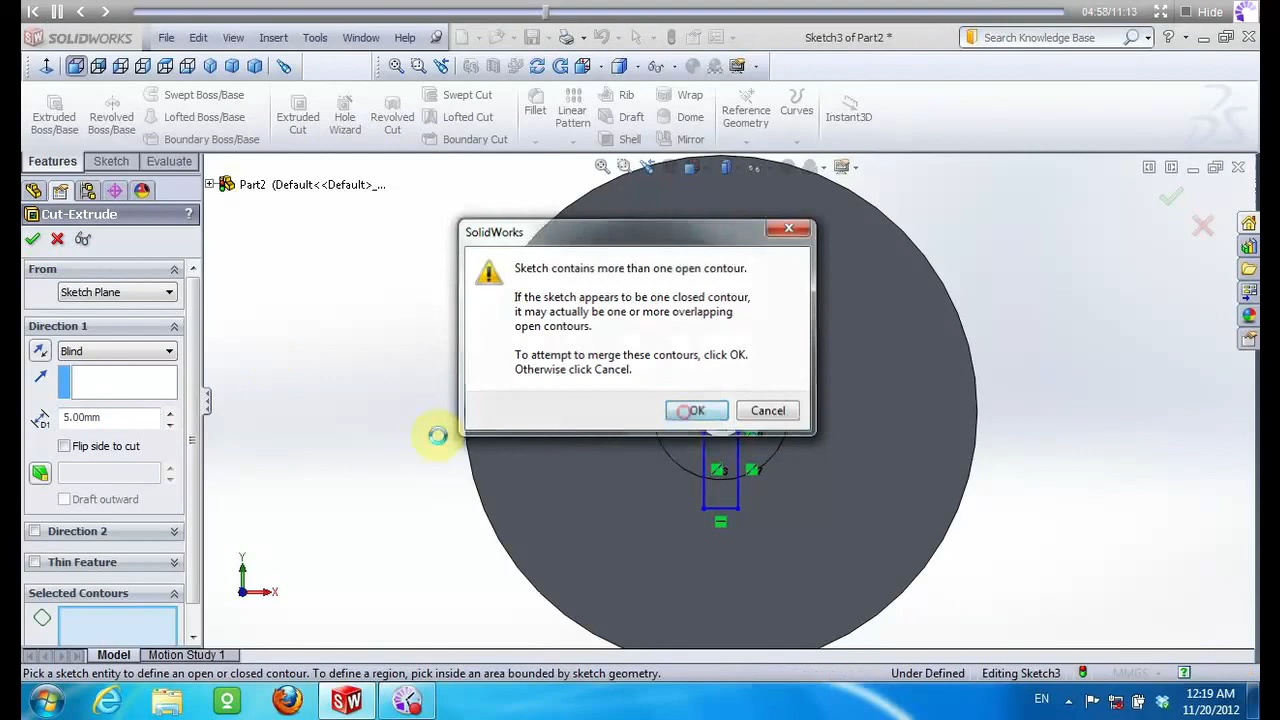 04:58/11:13
Hide
SOLIDWORKS
File Edit View Insert Tools Window Help
Sketch3 of Part2 *
Search Knowledge Base
Extruded Boss/Base
Revolved Boss/Base
Swept Boss/Base
Lofted Boss/Base
Boundary Boss/Base
Extruded Cut
Hole Wizard
Revolved Cut
Swept Cut
Lofted Cut
Boundary Cut
Fillet
Linear Pattern
Rib
Draft
Shell
Wrap
Dome
Mirror
Reference Geometry
Curves
Instant3D
Features Sketch Evaluate
Part2 (Default<<Default>_...
Cut-Extrude ?
From
Sketch Plane
Direction 1
Blind
5.00mm
Flip side to cut
Draft outward
Direction 2
Thin Feature
Selected Contours
SolidWorks
Sketch contains more than one open contour.
If the sketch appears to be one closed contour,
it may actually be one or more overlapping
open contours.
To attempt to merge these contours, click OK.
Otherwise click Cancel.
OK Cancel
3 7
Y
X
Model Motion Study 1
Pick a sketch entity to define an open or closed contour. To define a region, pick inside an area bounded by sketch geometry.
Under Defined Editing Sketch3 MMGS
EN
12:19 AM
11/20/2012